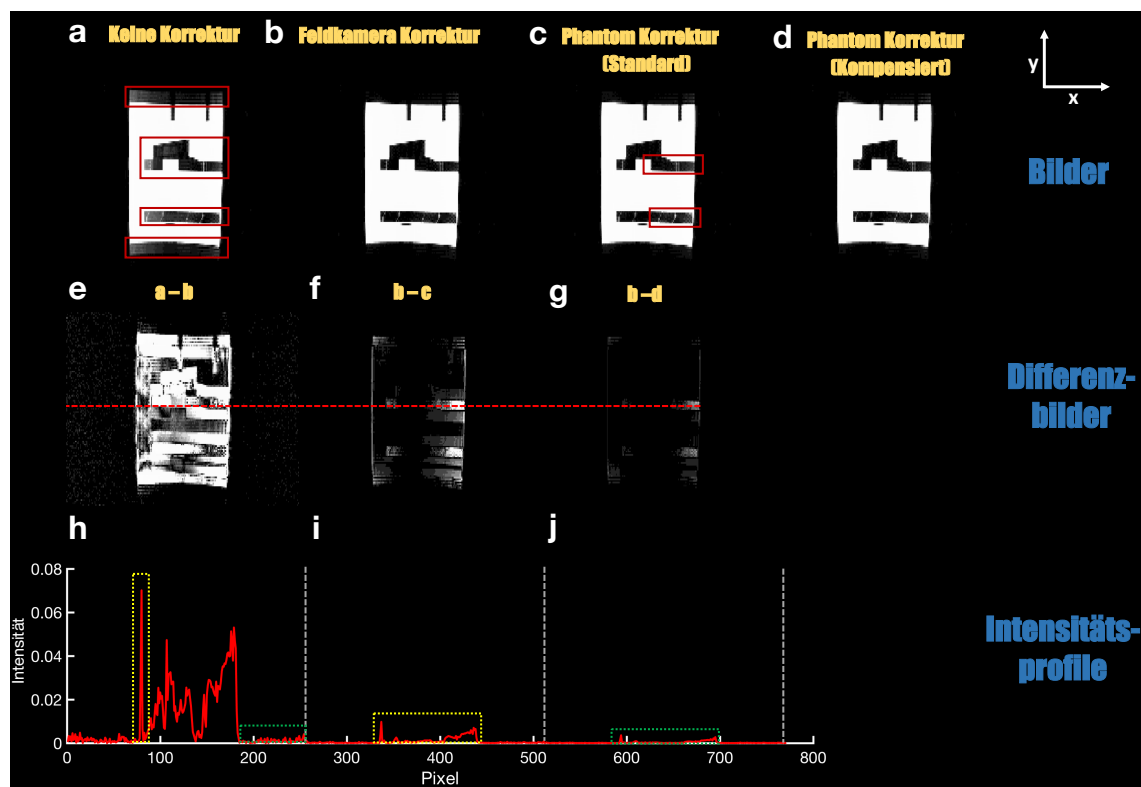 a Keine Korrektur
b Feldkamera Korrektur
c Phantom Korrektur
(Standard)
d Phantom Korrektur
(Kompensiert)
y
x
Bilder
e a – b
f b – c
g b –d
Differenz-
bilder
h i j
0.08
0.06
0.04
0.02
0
Intensität
0 100 200 300 400 500 600 700 800
Pixel
Intensitäts-
profile